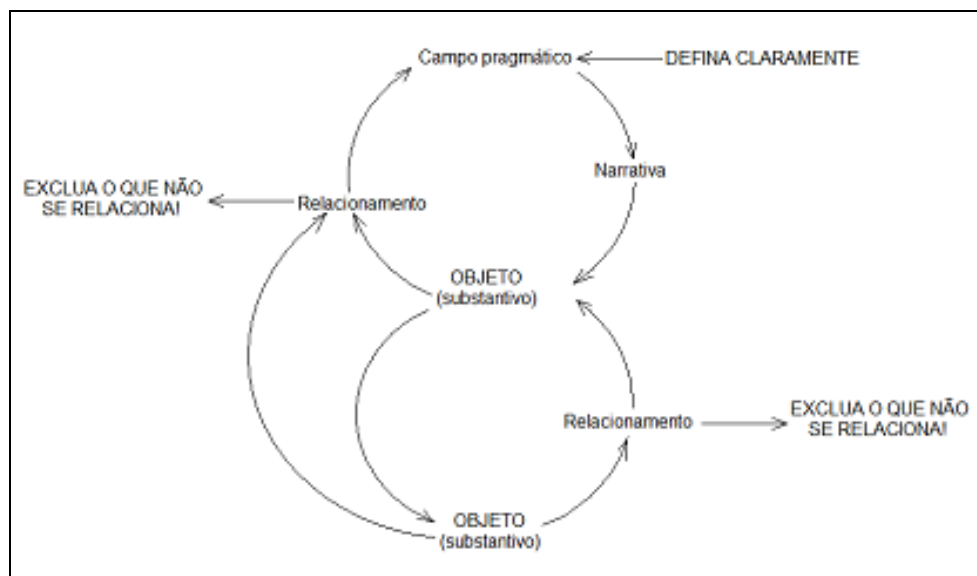 Campo pragmático
DEFINA CLARAMENTE
Narrativa
EXCLUA O QUE NÃO
SE RELACIONA!
Relacionamento
OBJETO
(substantivo)
Relacionamento
EXCLUA O QUE NÃO
SE RELACIONA!
OBJETO
(substantivo)